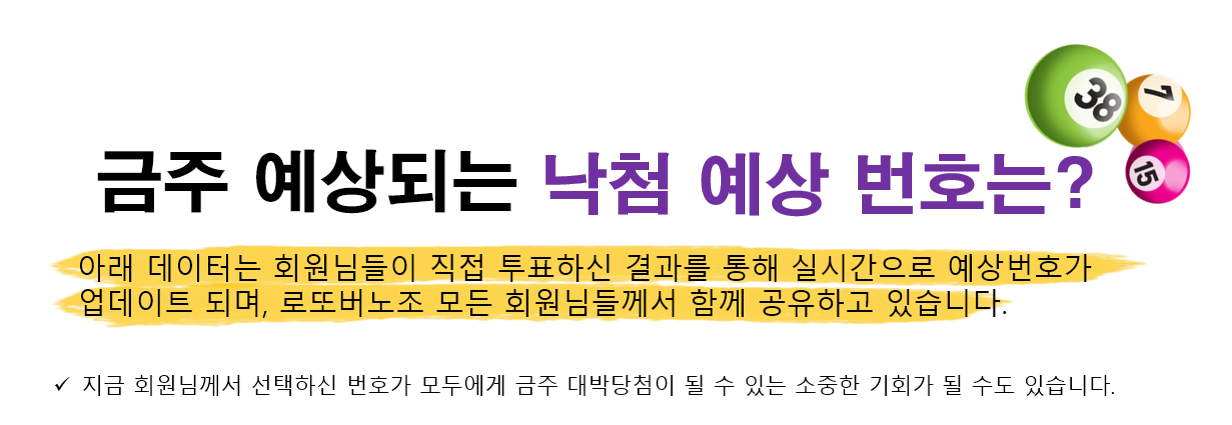 38
7
15
금주 예상되는 낙첨 예상 번호는?
아래 데이터는 회원님들이 직접 투표하신 결과를 통해 실시간으로 예상번호가
업데이트 되며, 로또버노조 모든 회원님들께서 함께 공유하고 있습니다.
✓ 지금 회원님께서 선택하신 번호가 모두에게 금주 대박당첨이 될 수 있는 소중한 기회가 될 수도 있습니다.